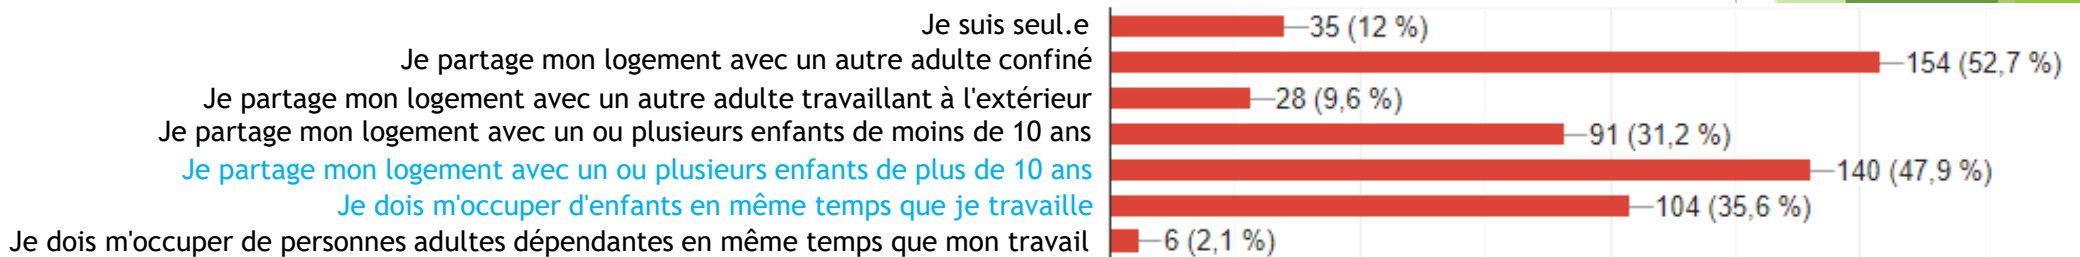 Je suis seul.e 35 (12 %)
Je partage mon logement avec un autre adulte confiné 154 (52,7 %)
Je partage mon logement avec un autre adulte travaillant à l'extérieur 28 (9,6 %)
Je partage mon logement avec un ou plusieurs enfants de moins de 10 ans 91 (31,2 %)
Je partage mon logement avec un ou plusieurs enfants de plus de 10 ans 140 (47,9 %)
Je dois m'occuper d'enfants en même temps que je travaille 104 (35,6 %)
Je dois m'occuper de personnes adultes dépendantes en même temps que mon travail 6 (2,1 %)